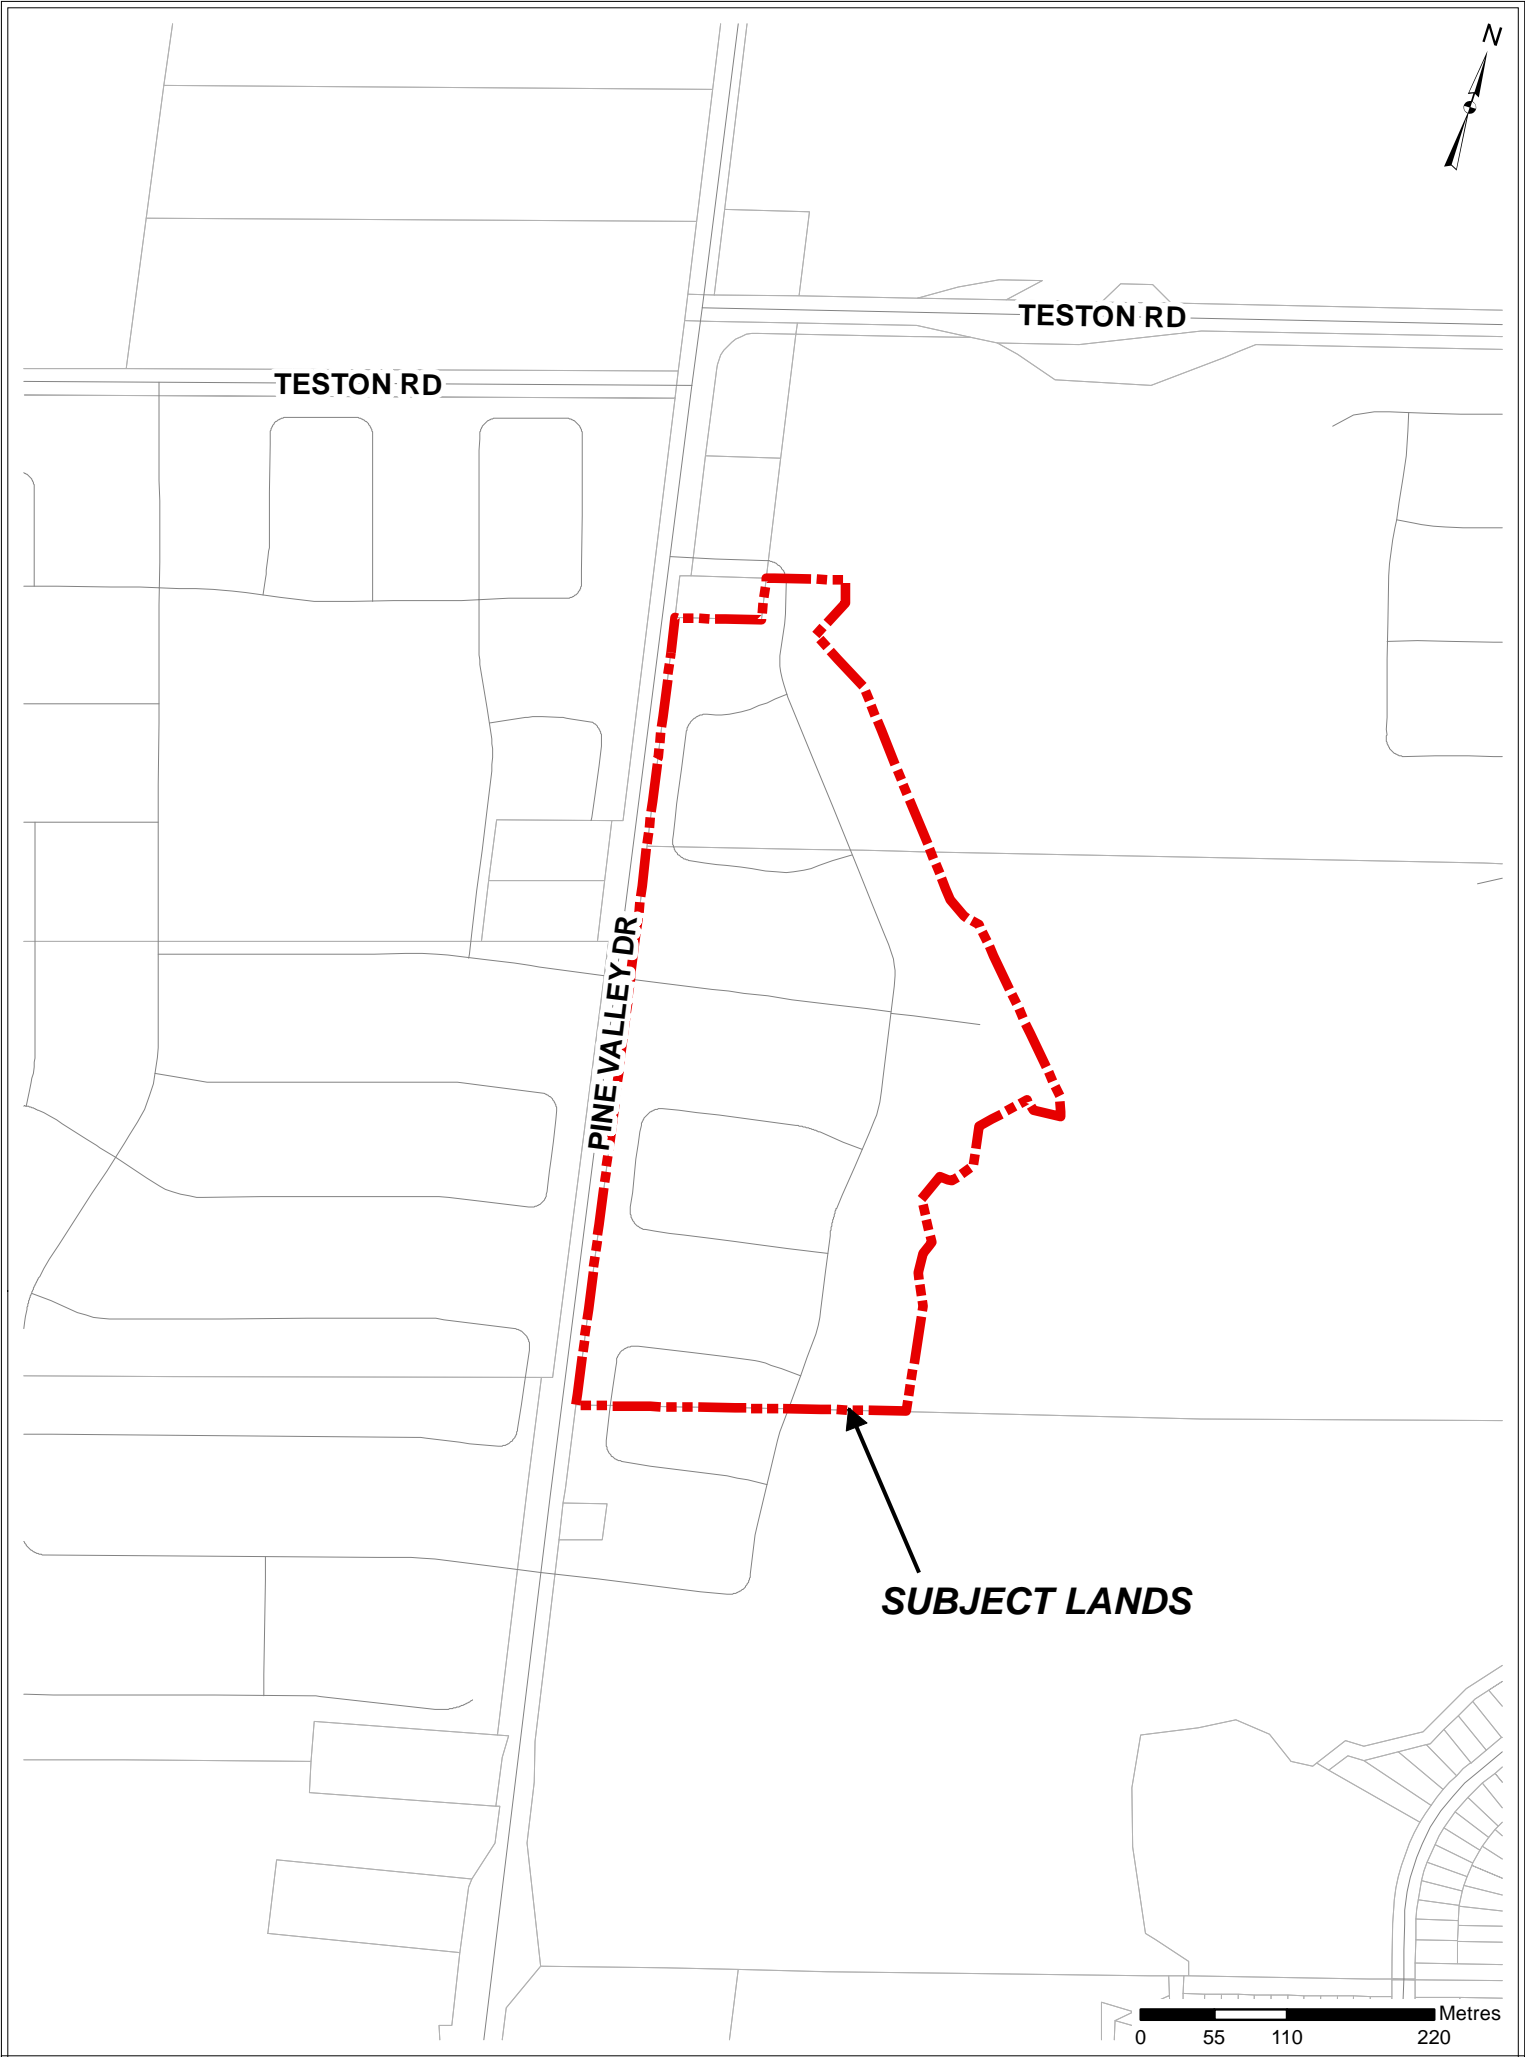 N
TESTON RD
TESTON RD
PINE VALLEY DR
SUBJECT LANDS
Metres
0 55 110 220